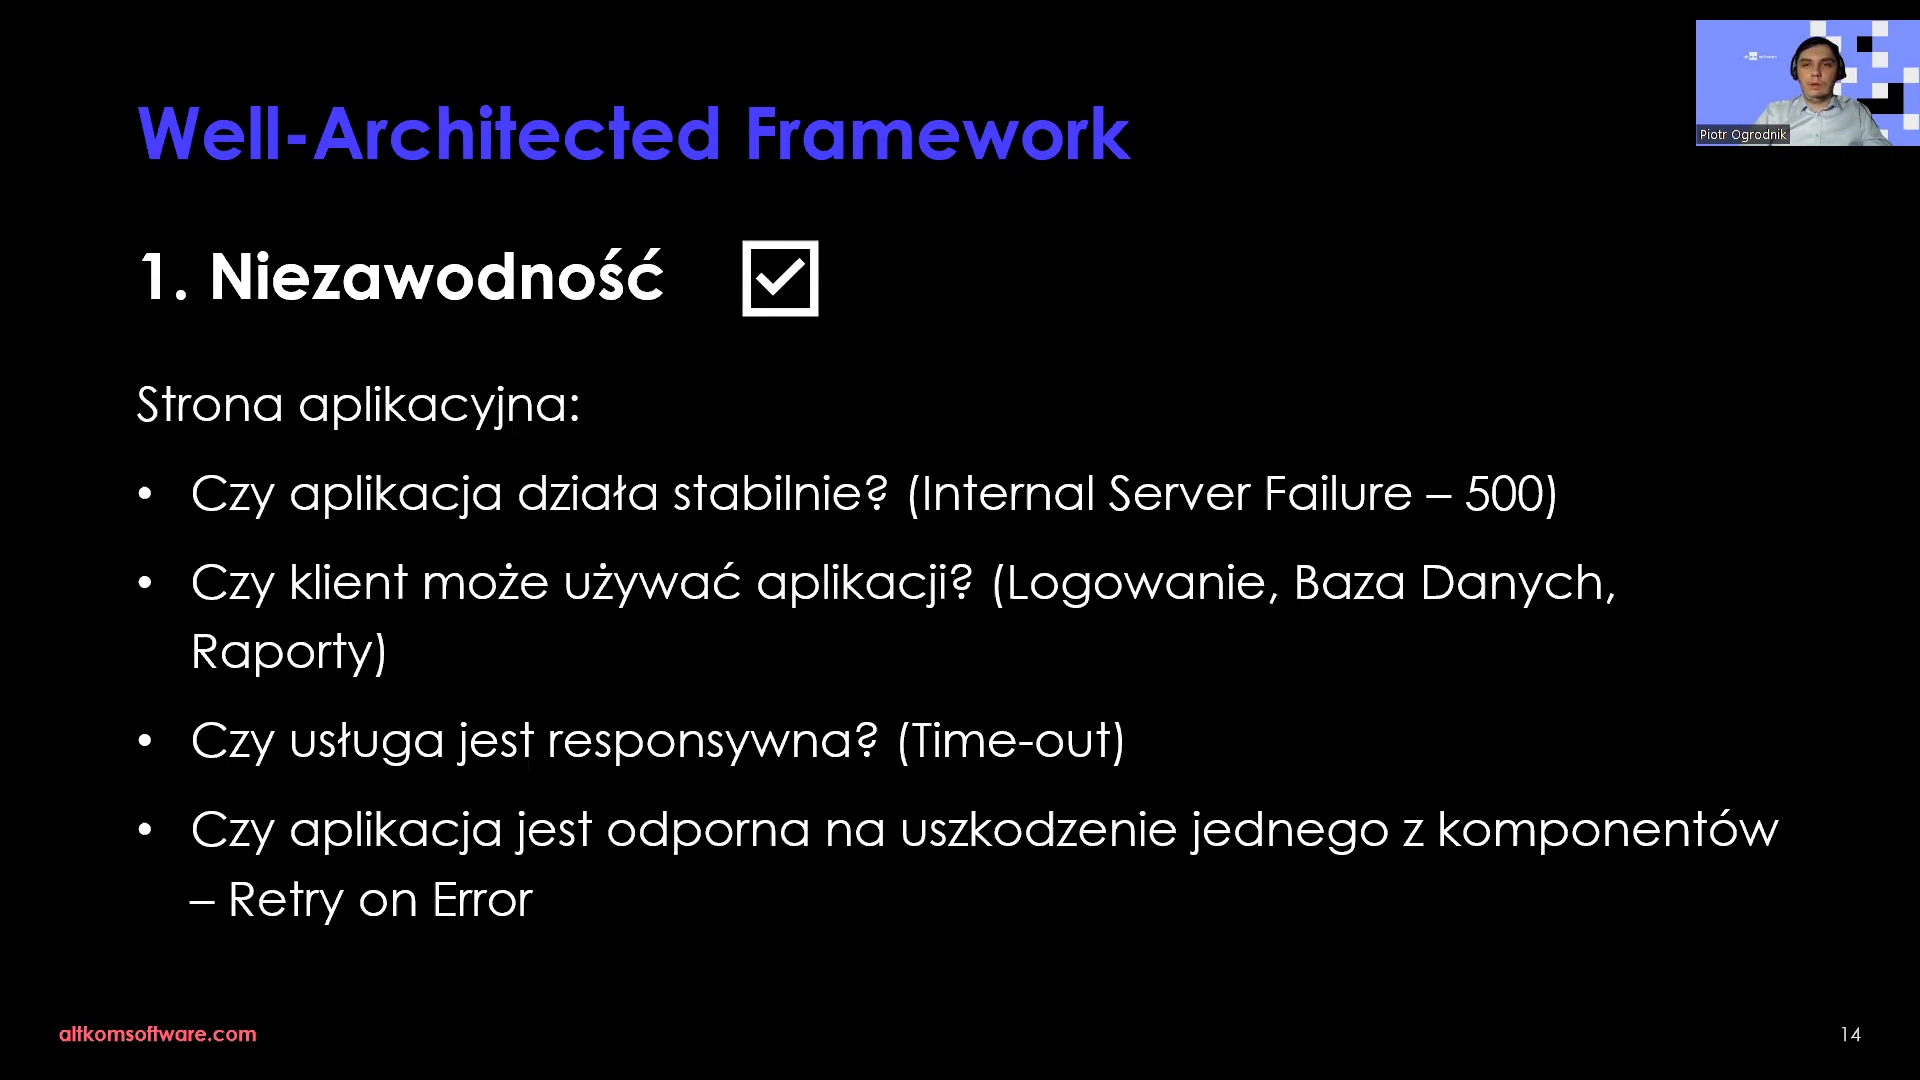 Well-Architected Framework
Piotr Ogrodnik
1. Niezawodność
Strona aplikacyjna:
• Czy aplikacja działa stabilnie? (Internal Server Failure – 500)
• Czy klient może używać aplikacji? (Logowanie, Baza Danych,
Raporty)
• Czy usługa jest responsywna? (Time-out)
• Czy aplikacja jest odporna na uszkodzenie jednego z komponentów
– Retry on Error
altkomsoftware.com
14